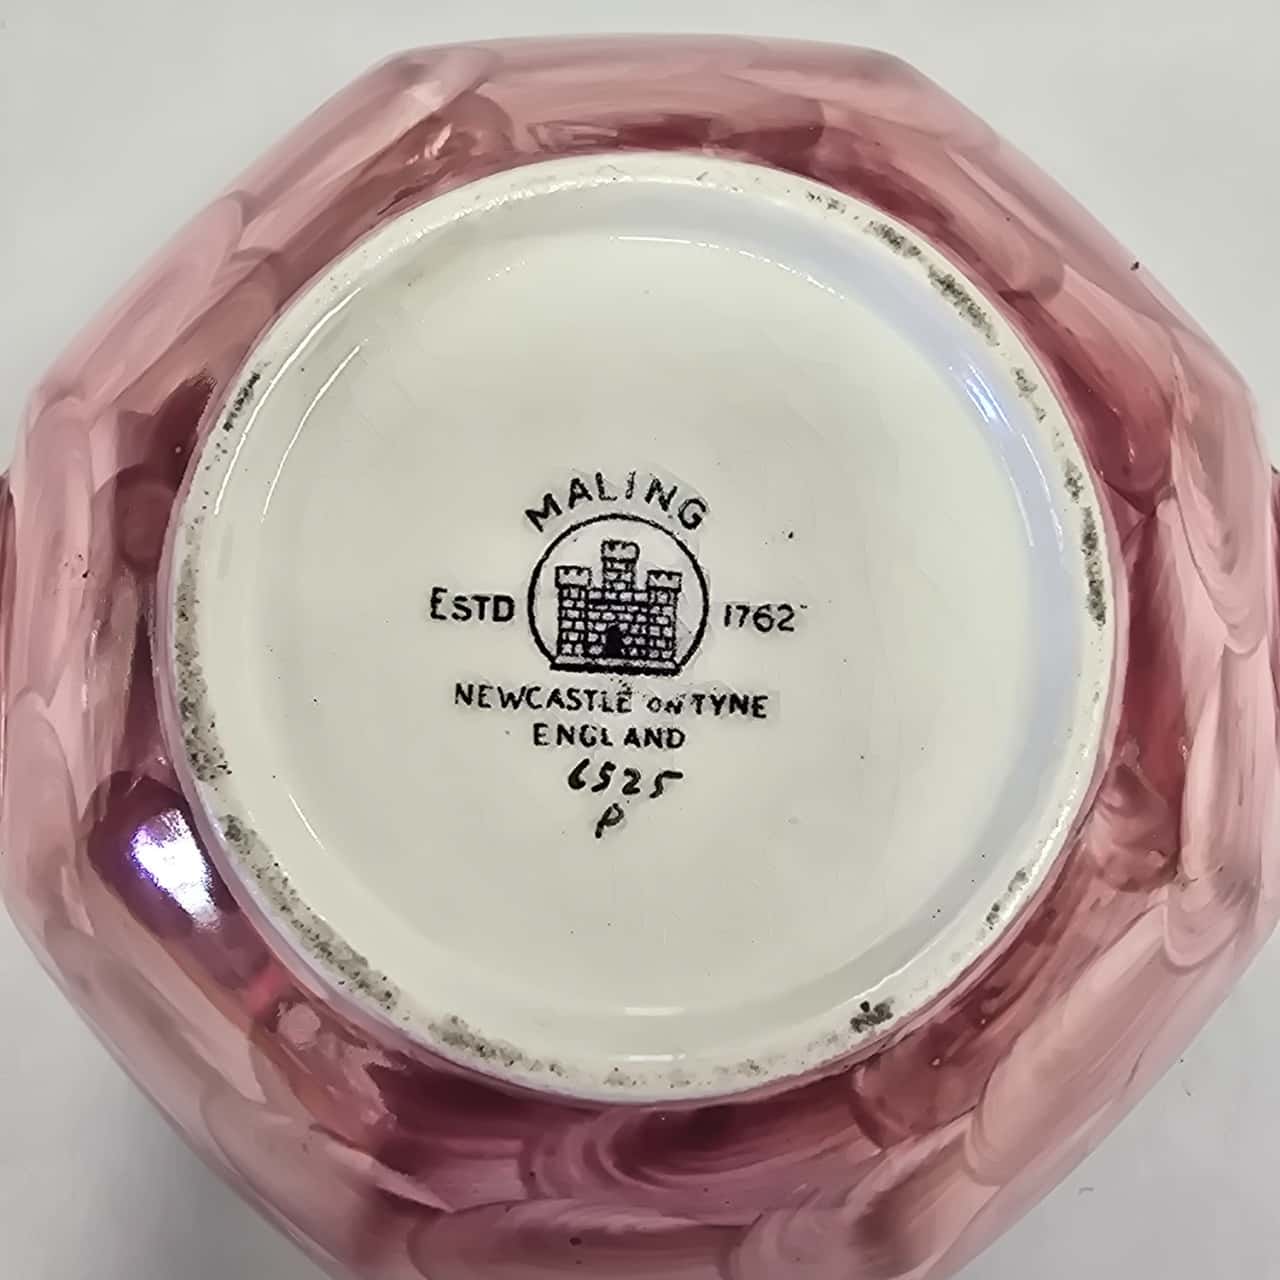 MALING
ESTD 1762
NEWCASTLE ON TYNE
ENGLAND
6525
P